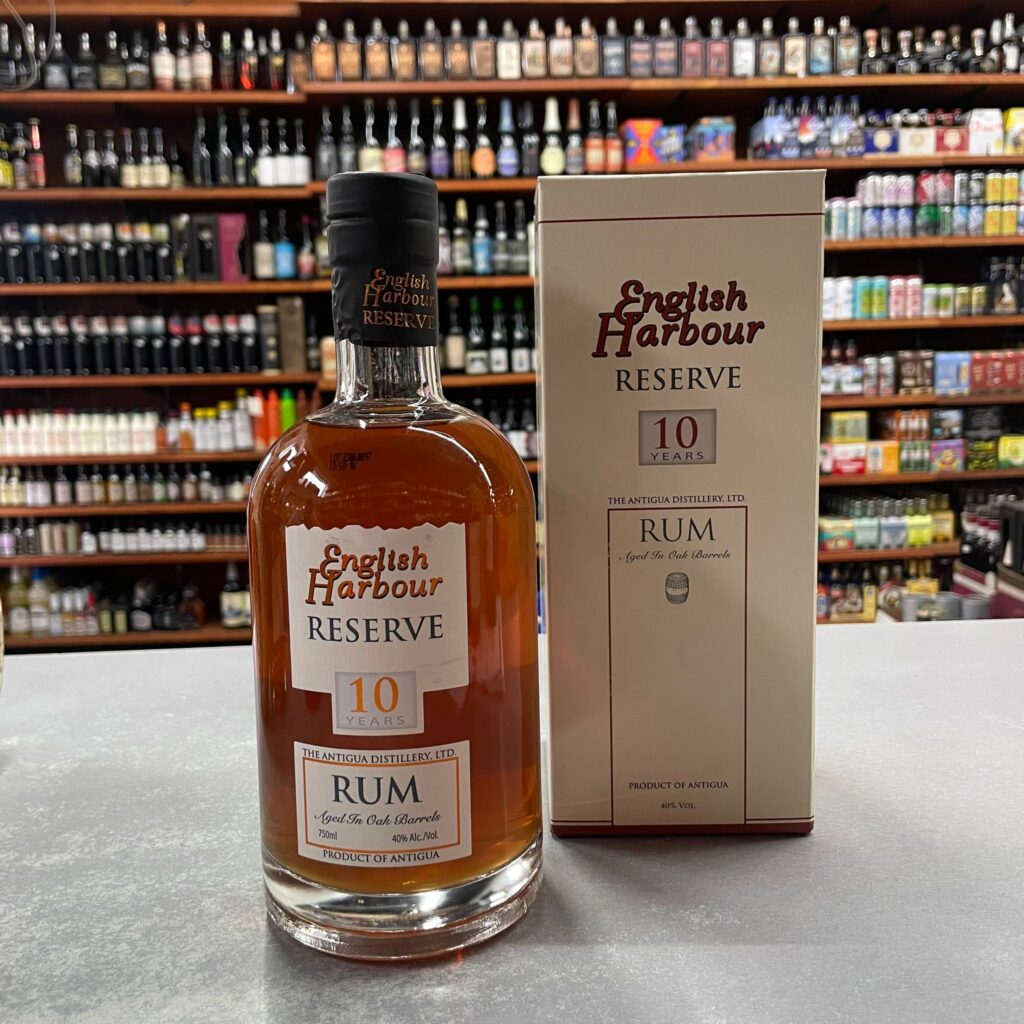 English
Harbour
RESERVE
English
Harbour
RESERVE
10
YEARS
THE ANTIGUA DISTILLERY, LTD.
RUM
Aged In Oak Barrels
750ml 40% Alc./Vol.
PRODUCT OF ANTIGUA
English
Harbour
RESERVE
10
YEARS
THE ANTIGUA DISTILLERY, LTD.
RUM
Aged In Oak Barrels
PRODUCT OF ANTIGUA
40% VOL.